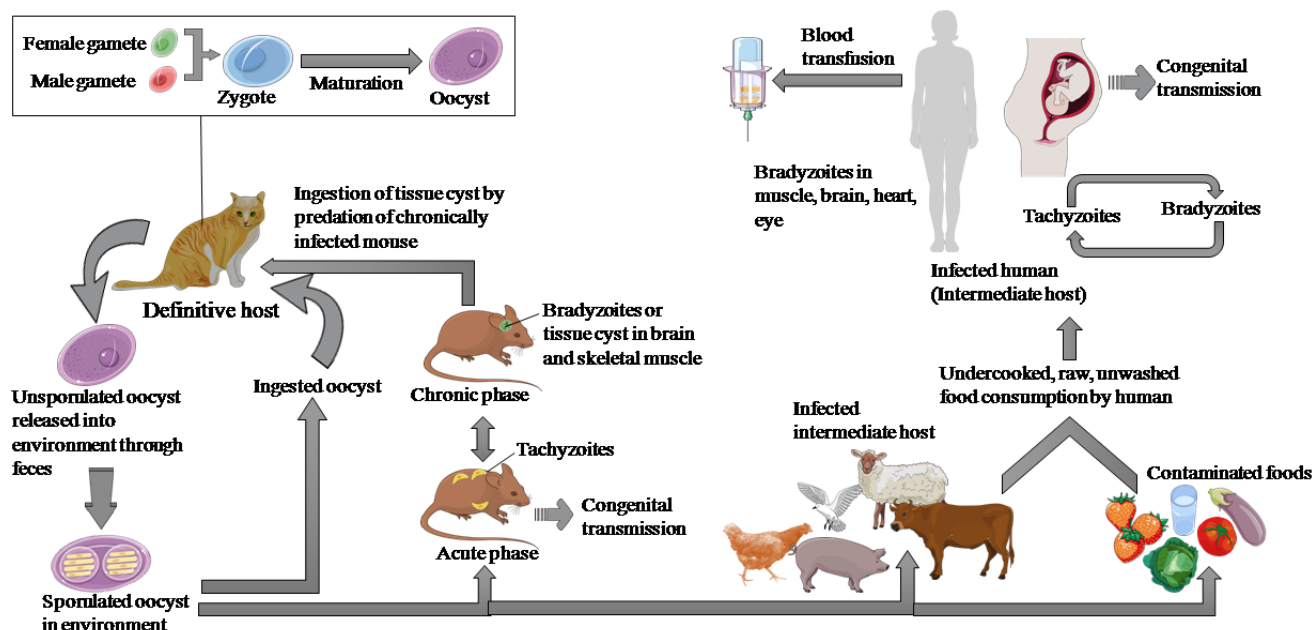 Female gamete
Male gamete
Zygote
Maturation
Oocyst
Blood
transfusion
Congenital
transmission
Bradyzoites in
muscle, brain, heart,
eye
Tachyzoites
Bradyzoites
Infected human
(Intermediate host)
Ingestion of tissue cyst by
predation of chronically
infected mouse
Definitive host
Bradyzoites or
tissue cyst in brain
and skeletal muscle
Chronic phase
Ingested oocyst
Unsporulated oocyst
released into
environment through
feces
Tachyzoites
Congenital
transmission
Acute phase
Sporulated oocyst
in environment
Undercooked, raw, unwashed
food consumption by human
Infected
intermediate host
Contaminated foods